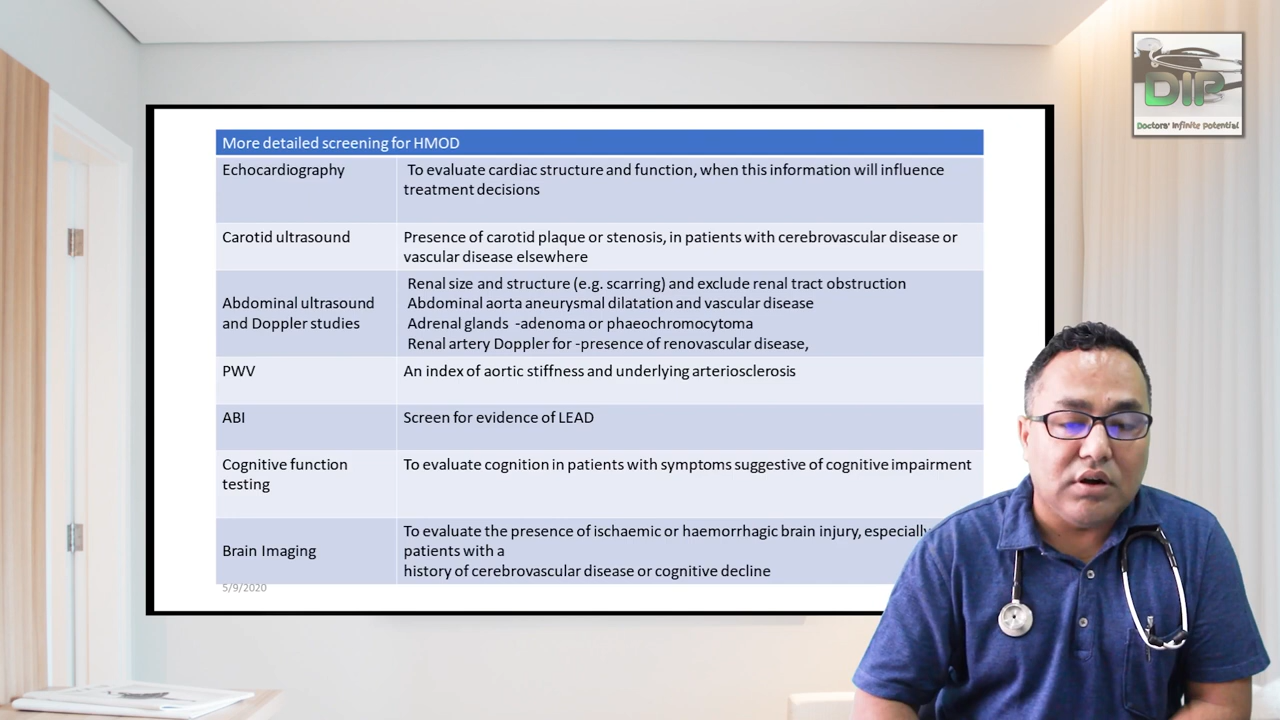 DIP
Doctors' Infinite Potential
More detailed screening for HMOD
Echocardiography
To evaluate cardiac structure and function, when this information will influence
treatment decisions
Carotid ultrasound
Presence of carotid plaque or stenosis, in patients with cerebrovascular disease or
vascular disease elsewhere
Abdominal ultrasound
and Doppler studies
Renal size and structure (e.g. scarring) and exclude renal tract obstruction
Abdominal aorta aneurysmal dilatation and vascular disease
Adrenal glands -adenoma or phaeochromocytoma
Renal artery Doppler for -presence of renovascular disease,
PWV
An index of aortic stiffness and underlying arteriosclerosis
ABI
Screen for evidence of LEAD
Cognitive function
testing
To evaluate cognition in patients with symptoms suggestive of cognitive impairment
Brain Imaging
To evaluate the presence of ischaemic or haemorrhagic brain injury, especially
patients with a
history of cerebrovascular disease or cognitive decline
5/9/2020